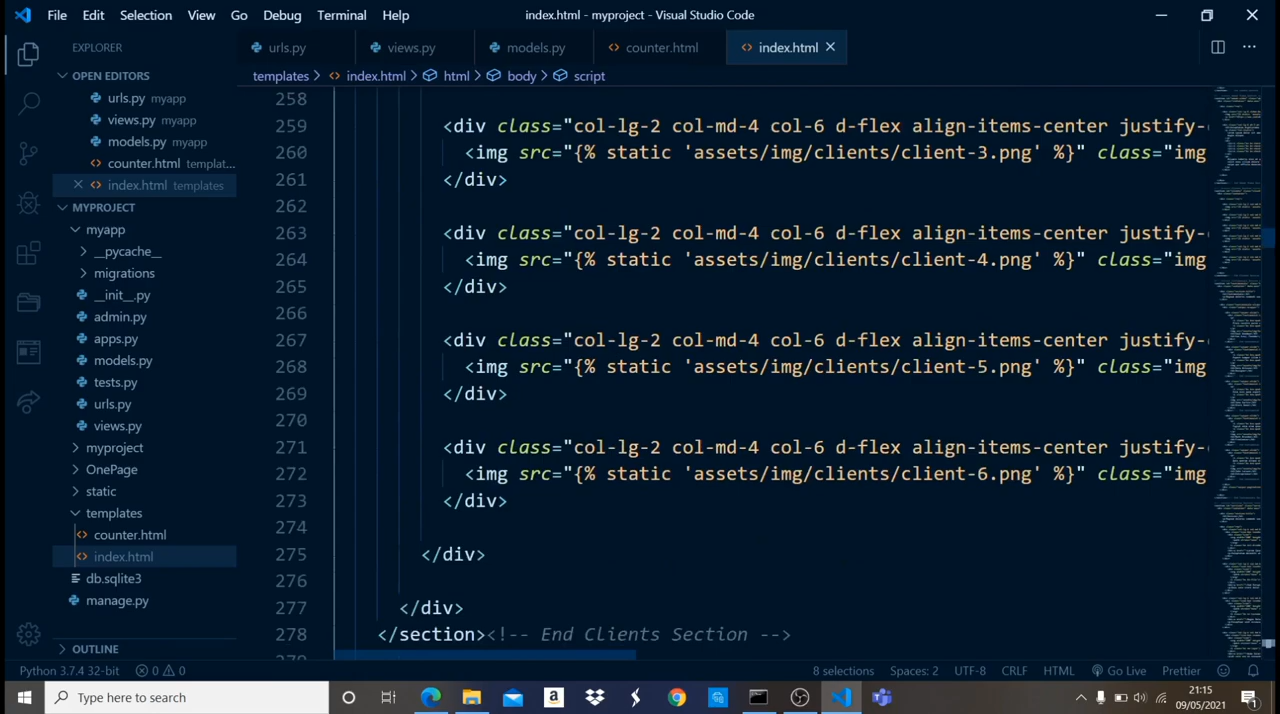 File Edit Selection View Go Debug Terminal Help index.html - myproject - Visual Studio Code
EXPLORER
OPEN EDITORS
urls.py myapp
views.py myapp
models.py myapp
counter.html templat...
index.html templates
MYPROJECT
myapp
__pycache__
migrations
__init__.py
admin.py
apps.py
models.py
tests.py
urls.py
views.py
myproject
OnePage
static
templates
counter.html
index.html
db.sqlite3
manage.py
OUTLINE
urls.py views.py models.py counter.html index.html
templates > index.html > html > body > script
258
259 <div class="col-lg-2 col-md-4 col-6 d-flex align-items-center justify-
260 <img src="{% static 'assets/img/clients/client-3.png' %}" class="img
261 </div>
262
263 <div class="col-lg-2 col-md-4 col-6 d-flex align-items-center justify-
264 <img src="{% static 'assets/img/clients/client-4.png' %}" class="img
265 </div>
266
267 <div class="col-lg-2 col-md-4 col-6 d-flex align-items-center justify-
268 <img src="{% static 'assets/img/clients/client-5.png' %}" class="img
269 </div>
270
271 <div class="col-lg-2 col-md-4 col-6 d-flex align-items-center justify-
272 <img src="{% static 'assets/img/clients/client-6.png' %}" class="img
273 </div>
274
275 </div>
276
277 </div>
278 </section><!-- End Clients Section -->
Python 3.7.4 32-bit 0 0 8 selections Spaces: 2 UTF-8 CRLF HTML Go Live Prettier
Type here to search
21:15
09/05/2021